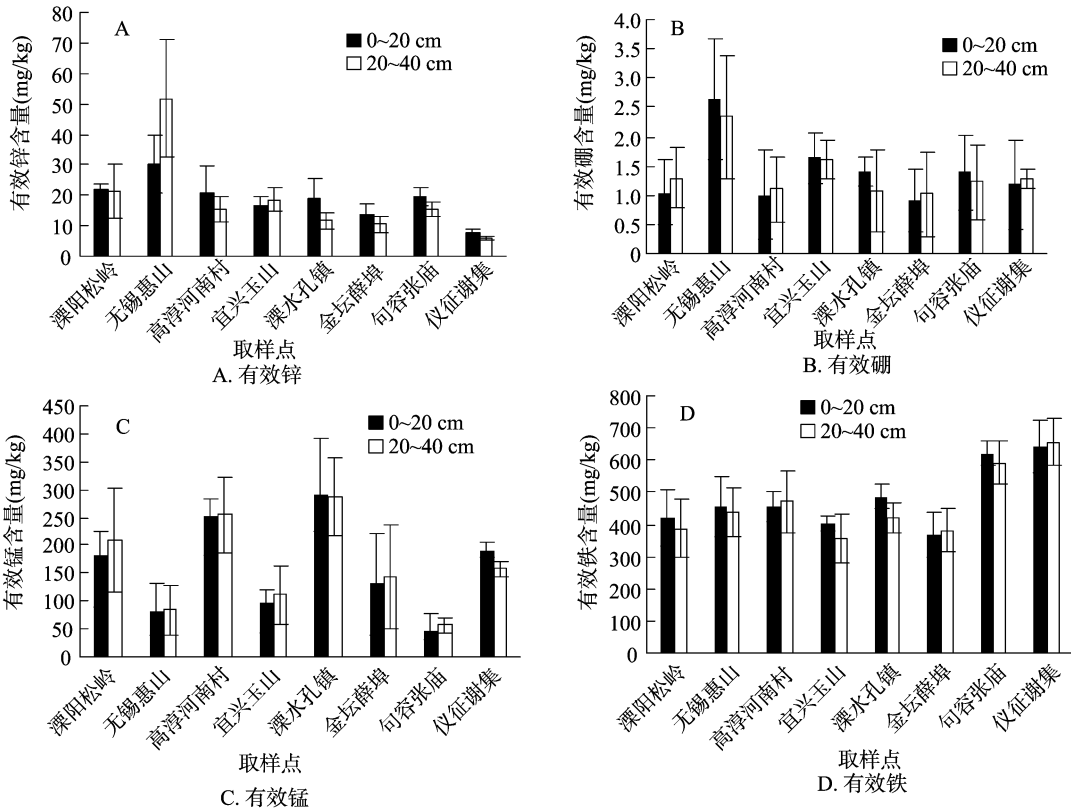 A
0~20 cm
20~40 cm
有效锌含量(mg/kg)
80
70
60
50
40
30
20
10
0
溧阳松岭
无锡惠山
高淳河南村
宜兴玉山
溧水孔镇
金坛薛埠
句容张庙
仪征谢集
取样点
A. 有效锌
B
0~20 cm
20~40 cm
有效硼含量(mg/kg)
4.0
3.5
3.0
2.5
2.0
1.5
1.0
0.5
0
溧阳松岭
无锡惠山
高淳河南村
宜兴玉山
溧水孔镇
金坛薛埠
句容张庙
仪征谢集
取样点
B. 有效硼
C
0~20 cm
20~40 cm
有效锰含量(mg/kg)
450
400
350
300
250
200
150
100
50
0
溧阳松岭
无锡惠山
高淳河南村
宜兴玉山
溧水孔镇
金坛薛埠
句容张庙
仪征谢集
取样点
C. 有效锰
D
0~20 cm
20~40 cm
有效铁含量(mg/kg)
800
700
600
500
400
300
200
100
0
溧阳松岭
无锡惠山
高淳河南村
宜兴玉山
溧水孔镇
金坛薛埠
句容张庙
仪征谢集
取样点
D. 有效铁